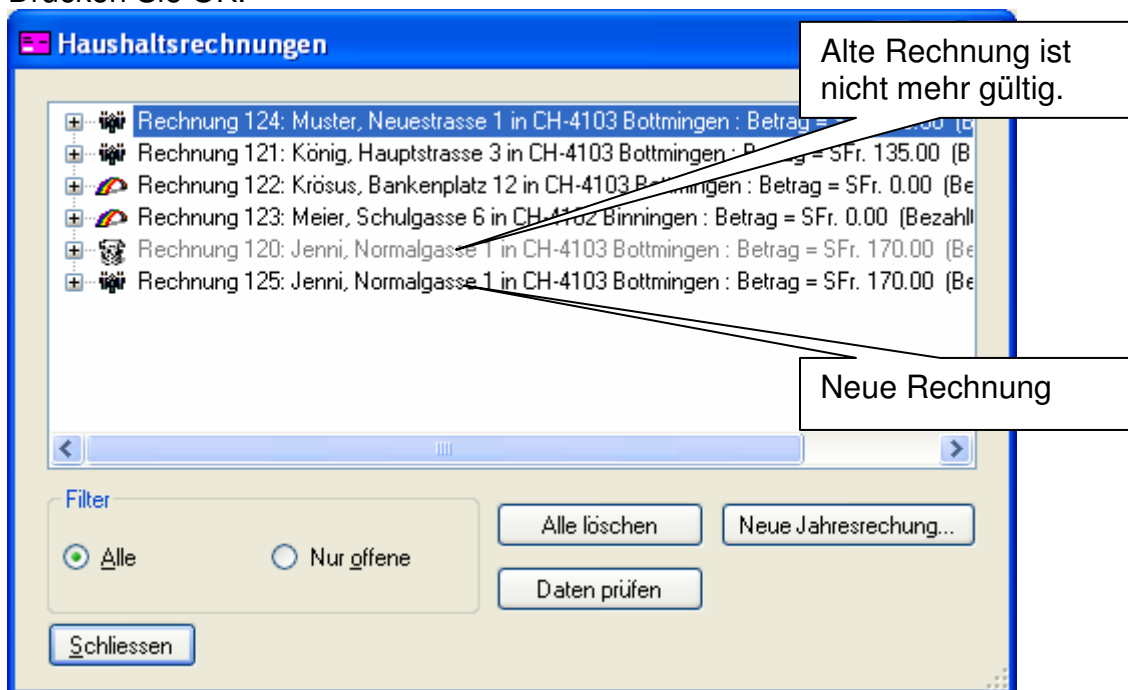 Drücken Sie OK.
Haushaltsrechnungen
Alte Rechnung ist
nicht mehr gültig.
Rechnung 124: Muster, Neuestrasse 1 in CH-4103 Bottmingen : Betrag =
Rechnung 121: König, Hauptstrasse 3 in CH-4103 Bottmingen : Betrag = SFr. 135.00 (B
Rechnung 122: Krösus, Bankenplatz 12 in CH-4103 Bottmingen : Betrag = SFr. 0.00 (Be
Rechnung 123: Meier, Schulgasse 6 in CH-4102 Binningen : Betrag = SFr. 0.00 (Bezahlt
Rechnung 120: Jenni, Normalgasse 1 in CH-4103 Bottmingen : Betrag = SFr. 170.00 (Be
Rechnung 125: Jenni, Normalgasse 1 in CH-4103 Bottmingen : Betrag = SFr. 170.00 (Be
Neue Rechnung
Filter
Alle
Nur offene
Alle löschen
Neue Jahresrechung...
Daten prüfen
Schliessen